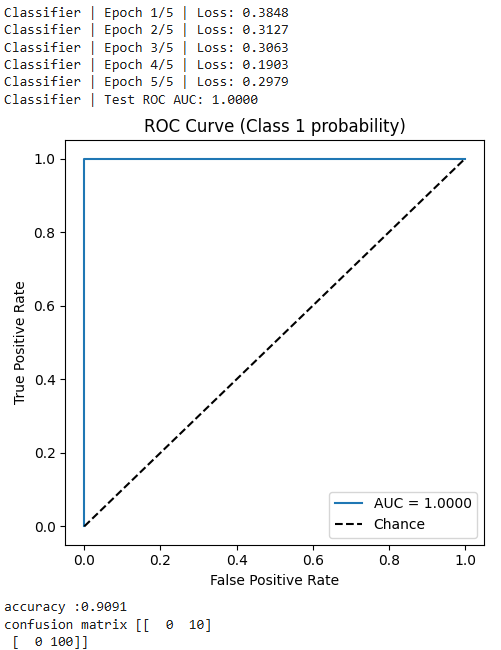 Classifier | Epoch 1/5 | Loss: 0.3848
Classifier | Epoch 2/5 | Loss: 0.3127
Classifier | Epoch 3/5 | Loss: 0.3063
Classifier | Epoch 4/5 | Loss: 0.1903
Classifier | Epoch 5/5 | Loss: 0.2979
Classifier | Test ROC AUC: 1.0000
ROC Curve (Class 1 probability)
1.0
0.8
0.6
0.4
0.2
0.0
True Positive Rate
AUC = 1.0000
Chance
0.0 0.2 0.4 0.6 0.8 1.0
False Positive Rate
accuracy :0.9091
confusion matrix [[  0  10]
 [  0 100]]